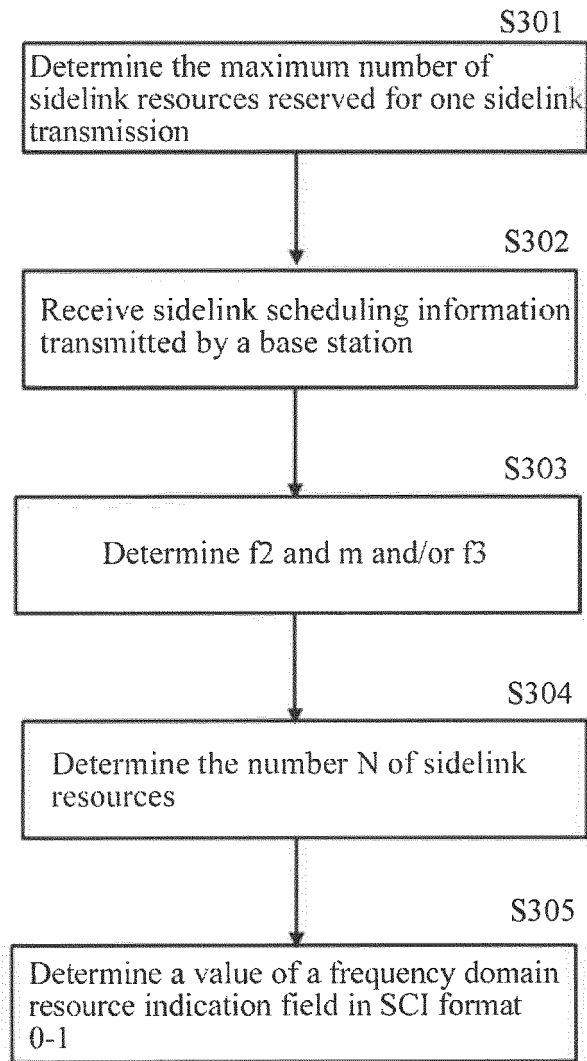 S301
Determine the maximum number of
sidelink resources reserved for one sidelink
transmission
S302
Receive sidelink scheduling information
transmitted by a base station
S303
Determine f2 and m and/or f3
S304
Determine the number N of sidelink
resources
S305
Determine a value of a frequency domain
resource indication field in SCI format
0-1